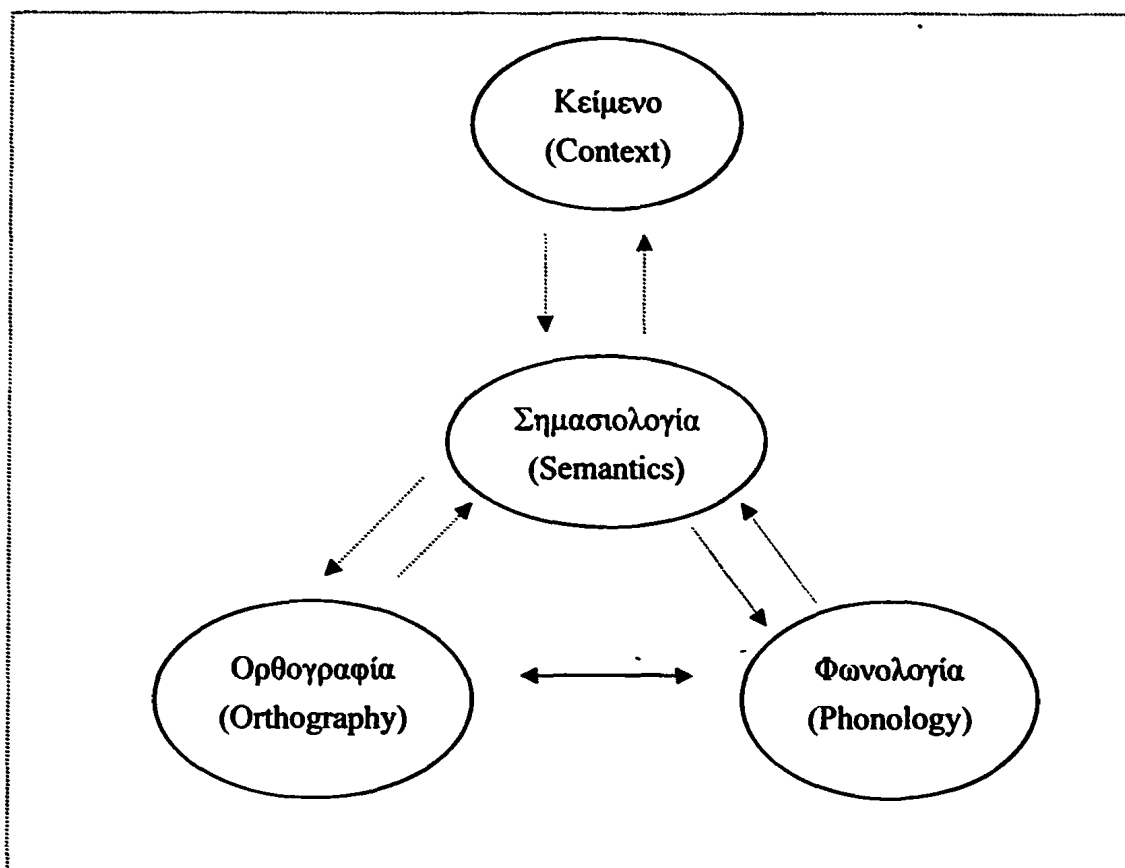 Κείμενο
(Context)
Σημασιολογία
(Semantics)
Ορθογραφία
(Orthography)
Φωνολογία
(Phonology)